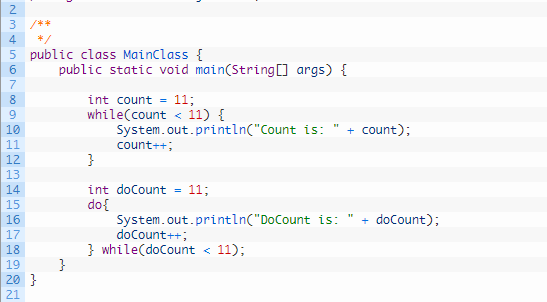 2
3 /**
4 */
5 public class MainClass {
6 public static void main(String[] args) {
7
8 int count = 11;
9 while(count < 11) {
10 System.out.println("Count is: " + count);
11 count++;
12 }
13
14 int doCount = 11;
15 do{
16 System.out.println("DoCount is: " + doCount);
17 doCount++;
18 } while(doCount < 11);
19 }
20 }
21